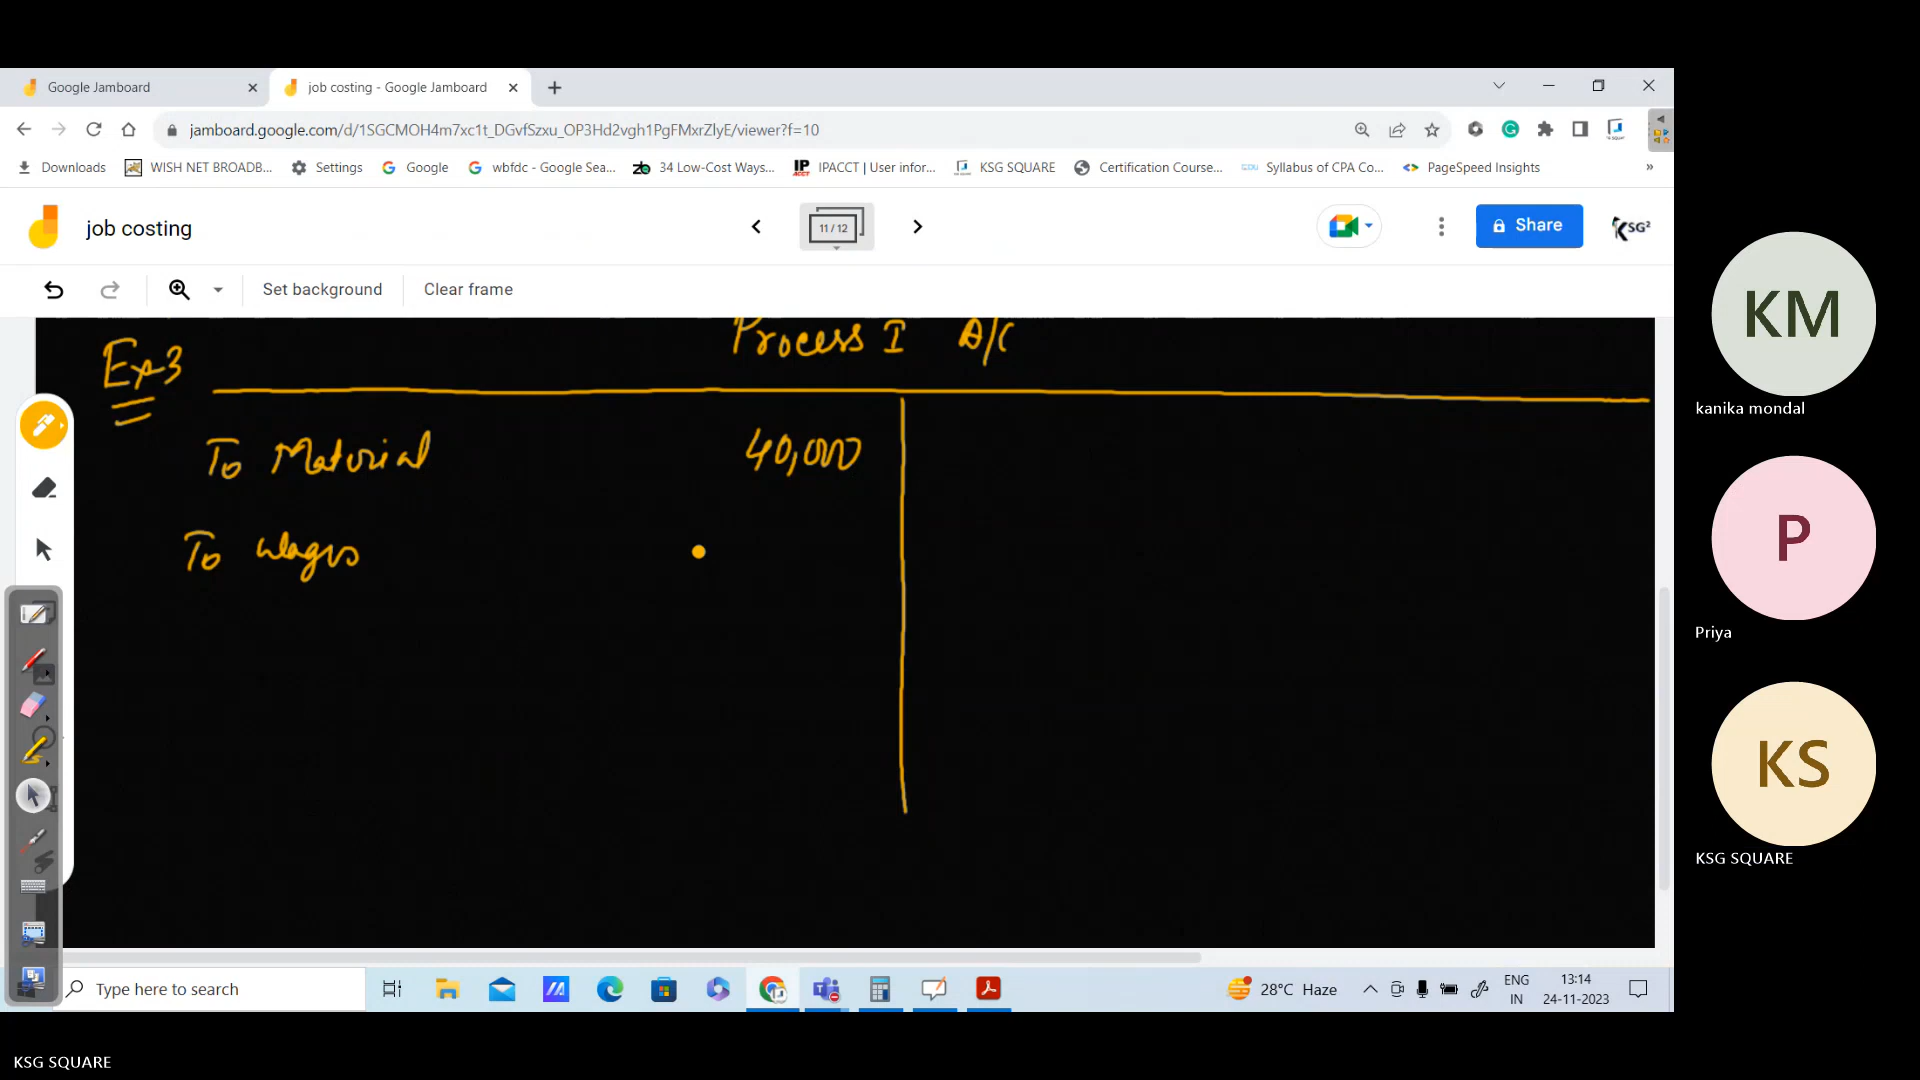 Google Jamboard
job costing - Google Jamboard
jamboard.google.com/d/1SGCMOH4m7xc1t_DGvfSzxu_OP3Hd2vgh1PgFMxrZlyE/viewer?f=10
Downloads WISH NET BROADB... Settings Google wbfdc - Google Sea... 34 Low-Cost Ways... IPACCT | User infor... KSG SQUARE Certification Course... Syllabus of CPA Co... PageSpeed Insights »
job costing
11 / 12
Share
KSG²
Set background
Clear frame
Process I A/C
Ex-3
To Material 40,000
To Wages
KM
kanika mondal
P
Priya
KS
KSG SQUARE
Type here to search
28°C Haze
ENG
IN
13:14
24-11-2023
KSG SQUARE